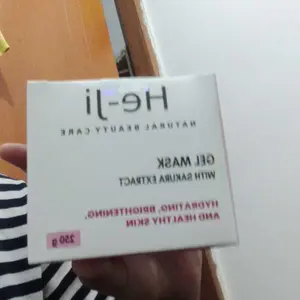 He-Ji
NATURAL BEAUTY CARE
GEL MASK
WITH SAKURA EXTRACT
HYDRATING, BRIGHTENING,
AND HEALTHY SKIN
250 g